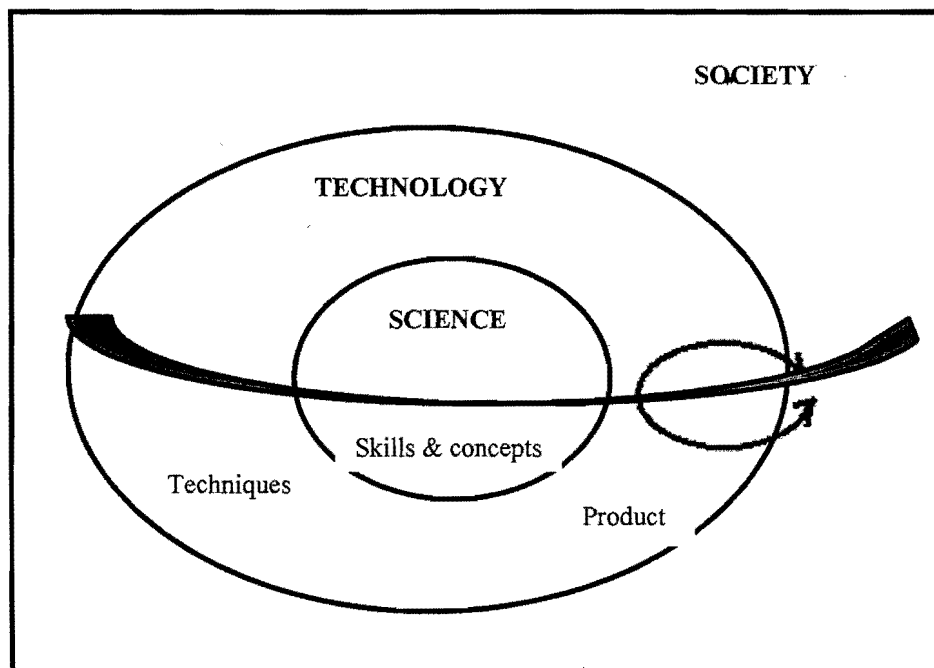 SOCIETY
TECHNOLOGY
SCIENCE
Skills & concepts
Techniques
Product